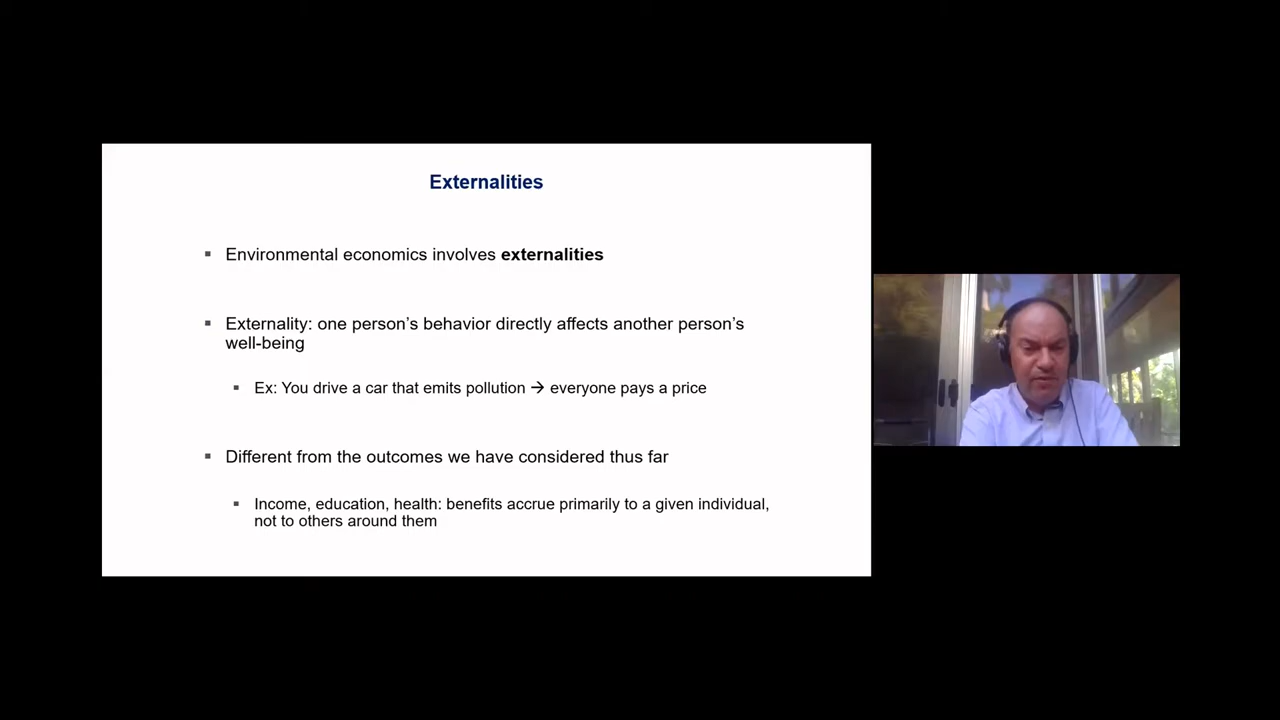 Externalities
▪ Environmental economics involves externalities
▪ Externality: one person’s behavior directly affects another person’s
well-being
▪ Ex: You drive a car that emits pollution → everyone pays a price
▪ Different from the outcomes we have considered thus far
▪ Income, education, health: benefits accrue primarily to a given individual,
not to others around them